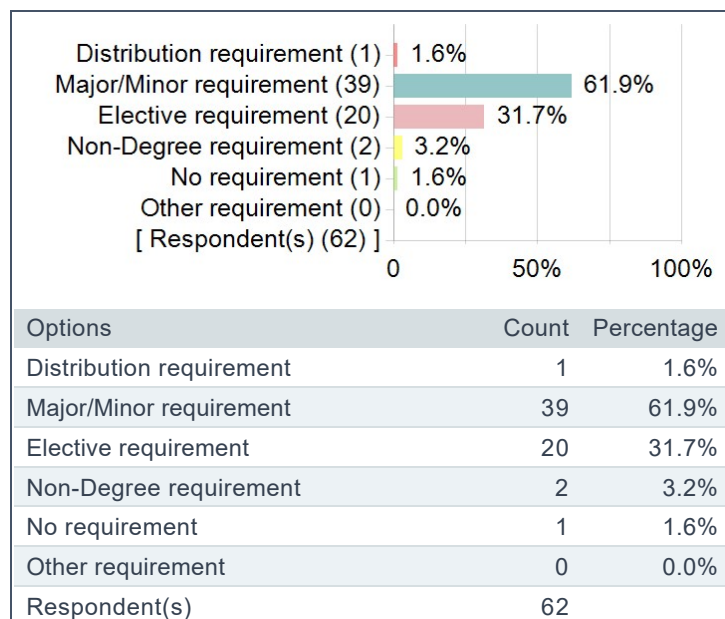 Distribution requirement (1) 1.6%
Major/Minor requirement (39) 61.9%
Elective requirement (20) 31.7%
Non-Degree requirement (2) 3.2%
No requirement (1) 1.6%
Other requirement (0) 0.0%
[ Respondent(s) (62) ]
0 50% 100%
Options Count Percentage
Distribution requirement 1 1.6%
Major/Minor requirement 39 61.9%
Elective requirement 20 31.7%
Non-Degree requirement 2 3.2%
No requirement 1 1.6%
Other requirement 0 0.0%
Respondent(s) 62